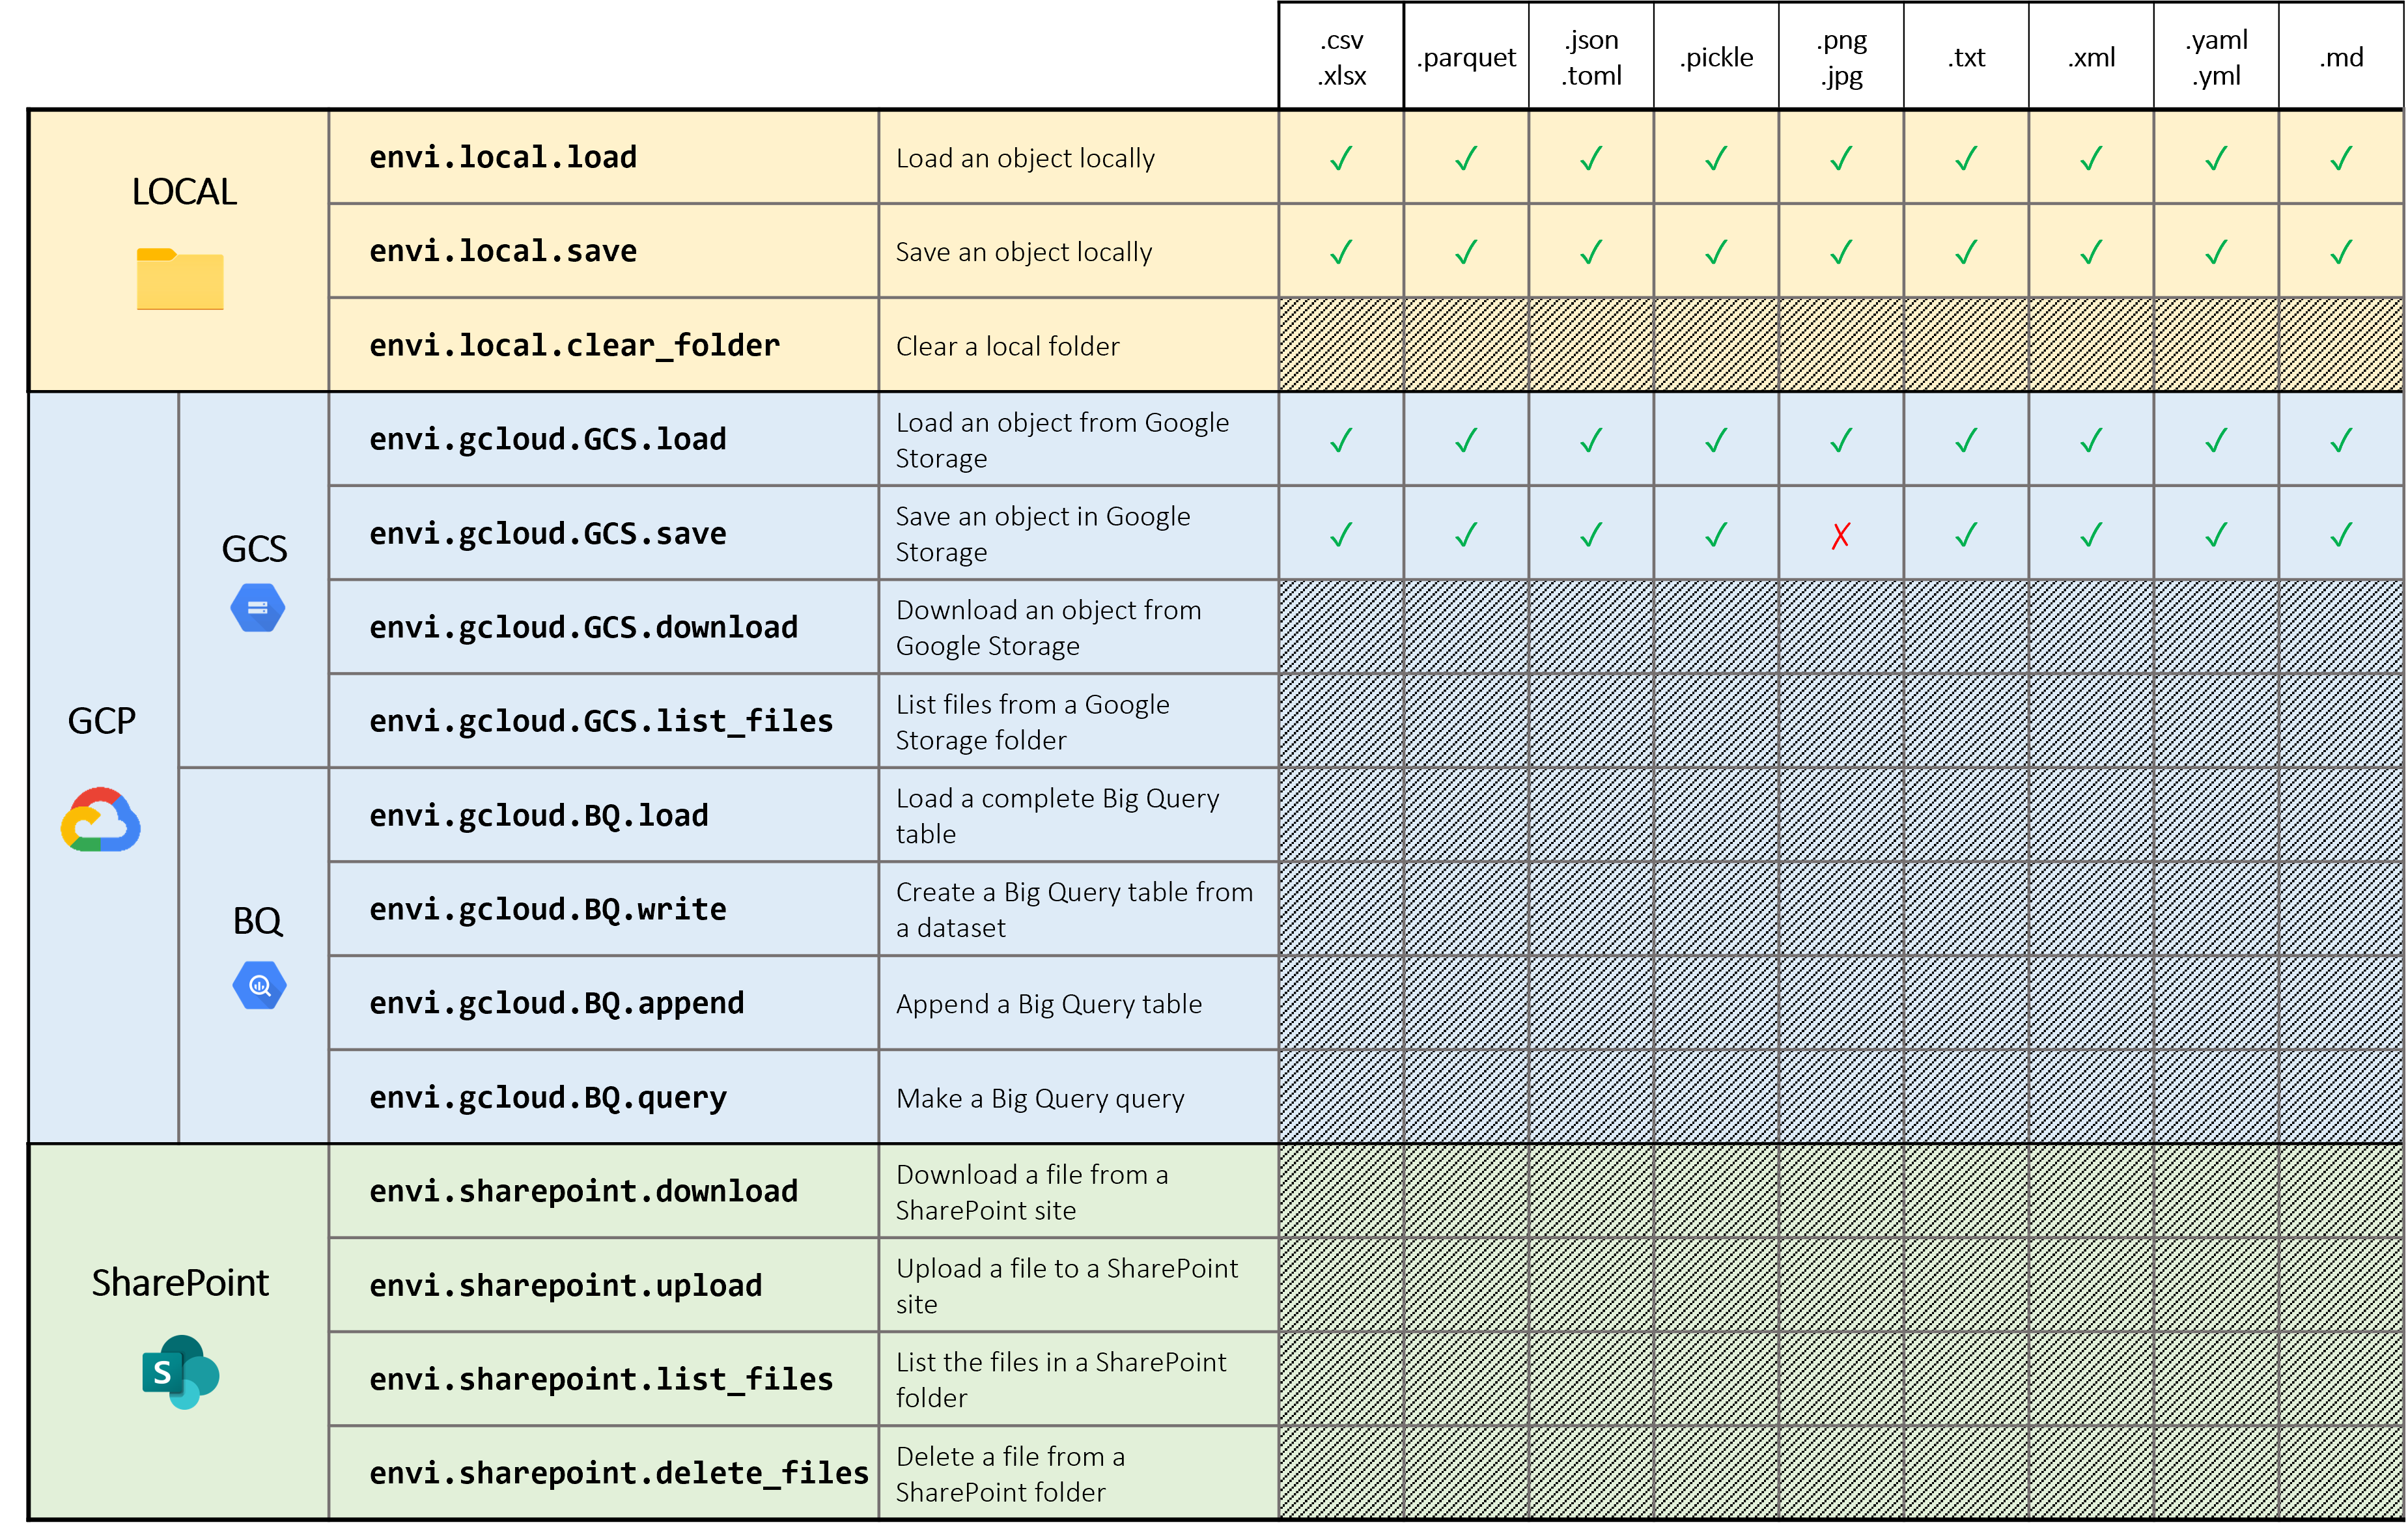 .csv
.xlsx
.parquet
.json
.toml
.pickle
.png
.jpg
.txt
.xml
.yaml
.yml
.md
LOCAL
envi.local.load
Load an object locally
✓ ✓ ✓ ✓ ✓ ✓ ✓ ✓ ✓
envi.local.save
Save an object locally
✓ ✓ ✓ ✓ ✓ ✓ ✓ ✓ ✓
envi.local.clear_folder
Clear a local folder
GCP
GCS
envi.gcloud.GCS.load
Load an object from Google
Storage
✓ ✓ ✓ ✓ ✓ ✓ ✓ ✓ ✓
envi.gcloud.GCS.save
Save an object in Google
Storage
✓ ✓ ✓ ✓ ✗ ✓ ✓ ✓ ✓
envi.gcloud.GCS.download
Download an object from
Google Storage
envi.gcloud.GCS.list_files
List files from a Google
Storage folder
BQ
envi.gcloud.BQ.load
Load a complete Big Query
table
envi.gcloud.BQ.write
Create a Big Query table from
a dataset
envi.gcloud.BQ.append
Append a Big Query table
envi.gcloud.BQ.query
Make a Big Query query
SharePoint
S
envi.sharepoint.download
Download a file from a
SharePoint site
envi.sharepoint.upload
Upload a file to a SharePoint
site
envi.sharepoint.list_files
List the files in a SharePoint
folder
envi.sharepoint.delete_files
Delete a file from a
SharePoint folder